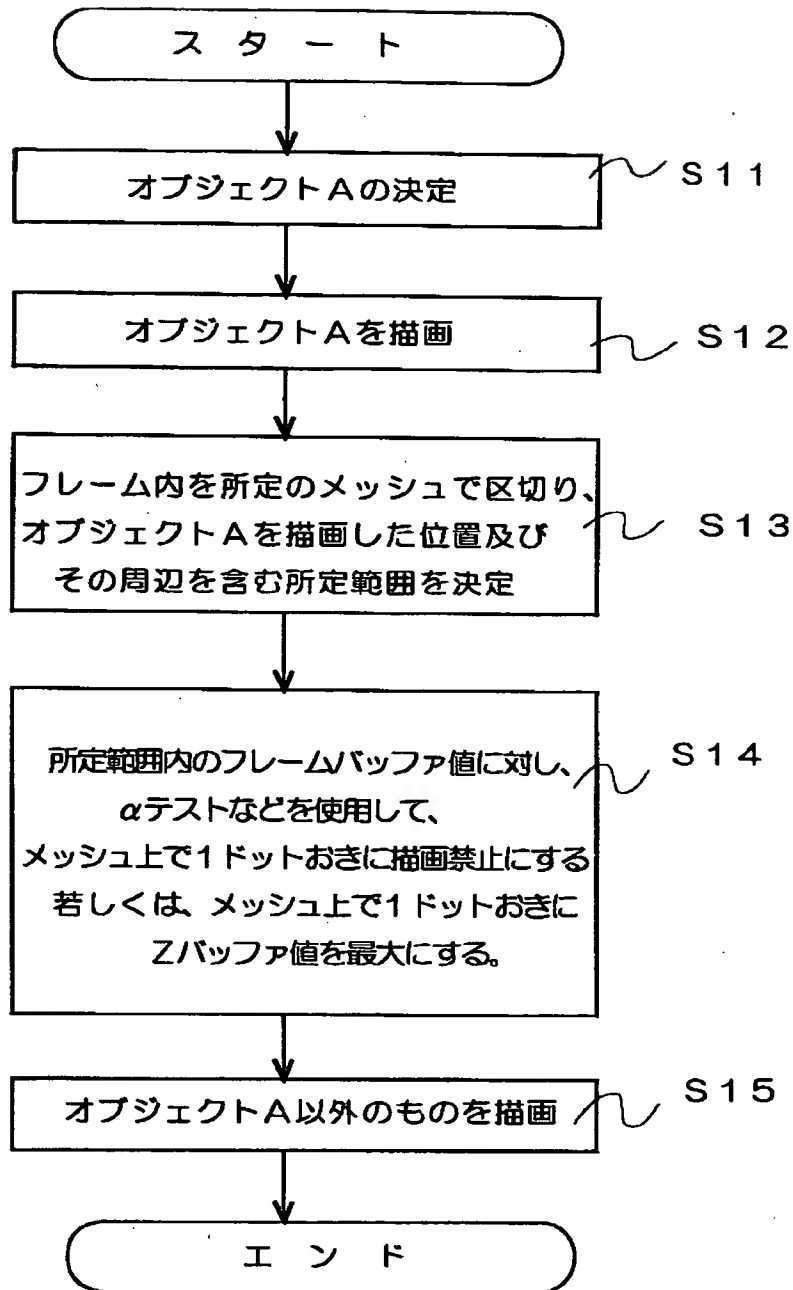 スタート
オブジェクトAの決定
S11
オブジェクトAを描画
S12
フレーム内を所定のメッシュで区切り、
オブジェクトAを描画した位置及び
その周辺を含む所定範囲を決定
S13
所定範囲内のフレームバッファ値に対し、
αテストなどを使用して、
メッシュ上で1ドットおきに描画禁止にする
若しくは、メッシュ上で1ドットおきに
Zバッファ値を最大にする。
S14
オブジェクトA以外のものを描画
S15
エンド